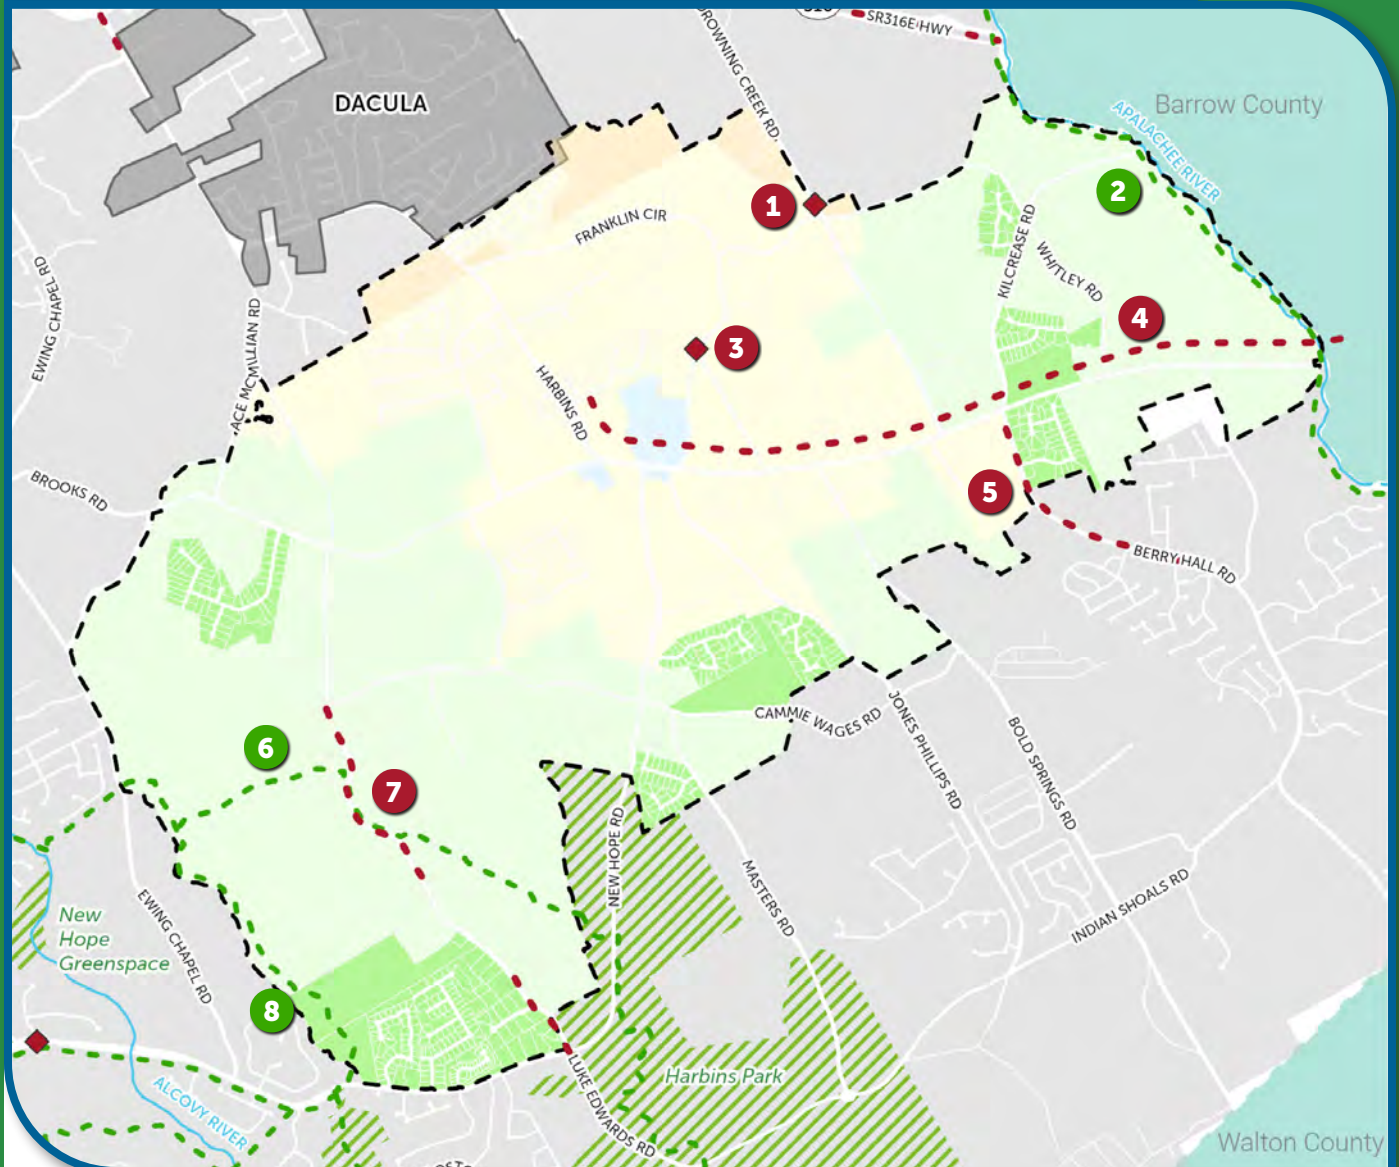 316
SR316E HWY
BROWNING CREEK RD
DACULA
Barrow County
APALACHEE RIVER
2
1
FRANKLIN CIR
KILCREASE RD
WHITLEY RD
EWING CHAPEL RD
ACE MCMILLIAN RD
4
3
HARBINS RD
BROOKS RD
5
BERRY HALL RD
CAMMIE WAGES RD
JONES PHILLIPS RD
BOLD SPRINGS RD
6
7
NEW HOPE RD
MASTERS RD
INDIAN SHOALS RD
EWING CHAPEL RD
New
Hope
Greenspace
8
Harbins Park
LUKE EDWARDS RD
ALCOVY RIVER
Walton County